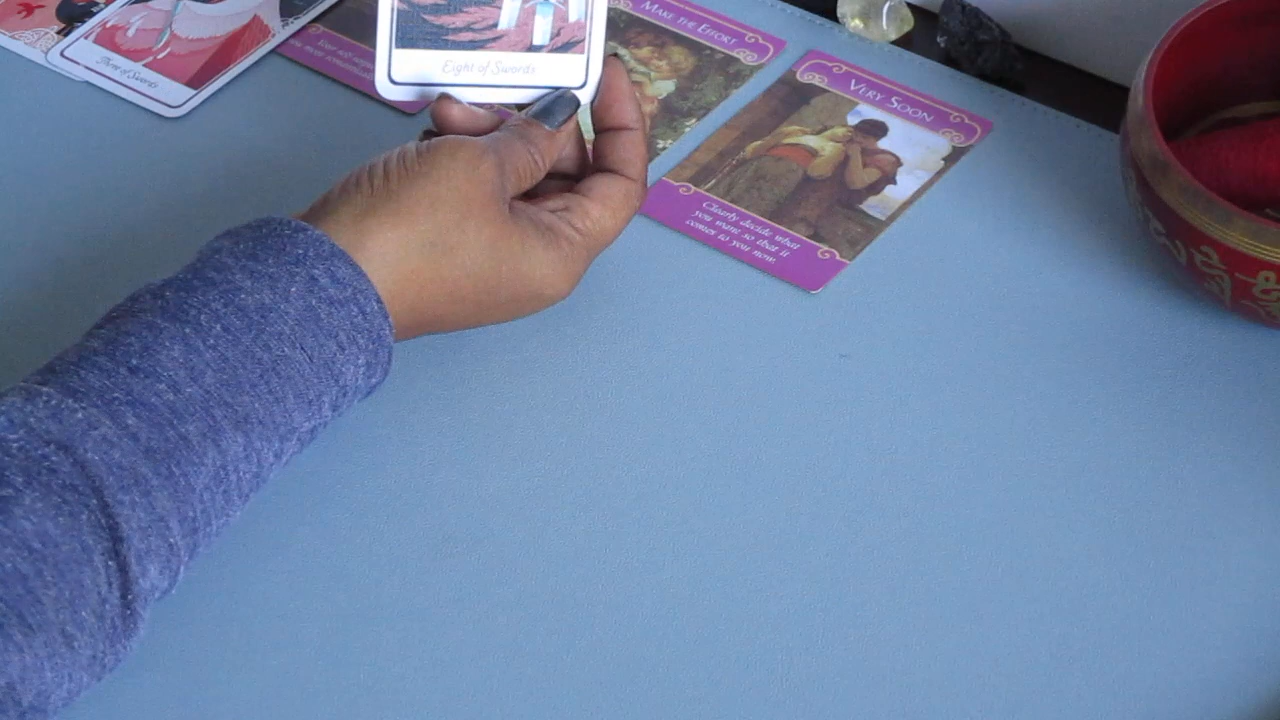 Three of Swords
Eight of Swords
MAKE THE EFFORT
VERY SOON
Clearly decide what
you want so that it
comes to you now.